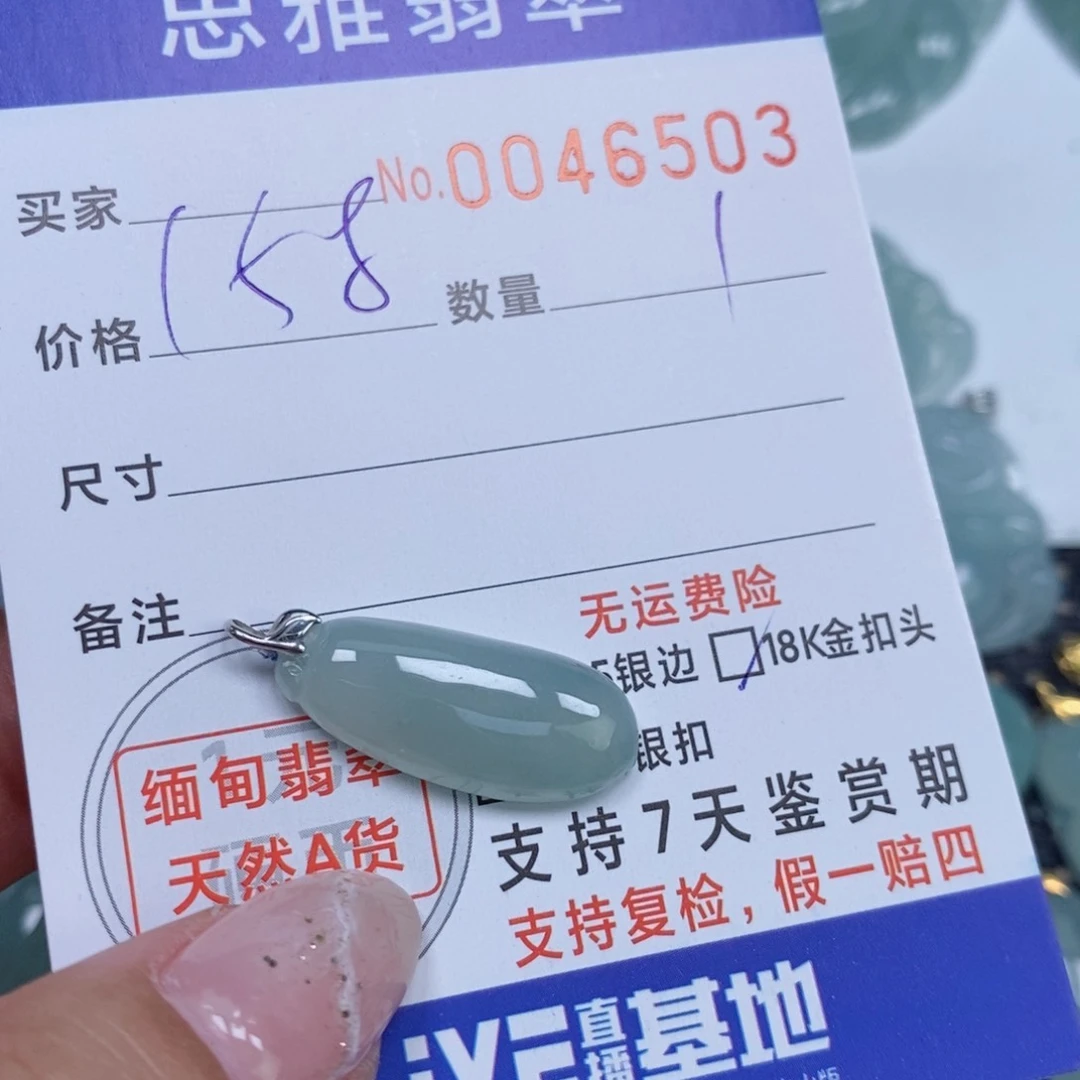 思雅翡翠
No.0046503
买家
价格 158 数量 1
尺寸
备注
无运费险
银边 18K金扣头
银扣
缅甸翡翠
天然A货
支持7天鉴赏期
支持复检，假一赔四
直播基地